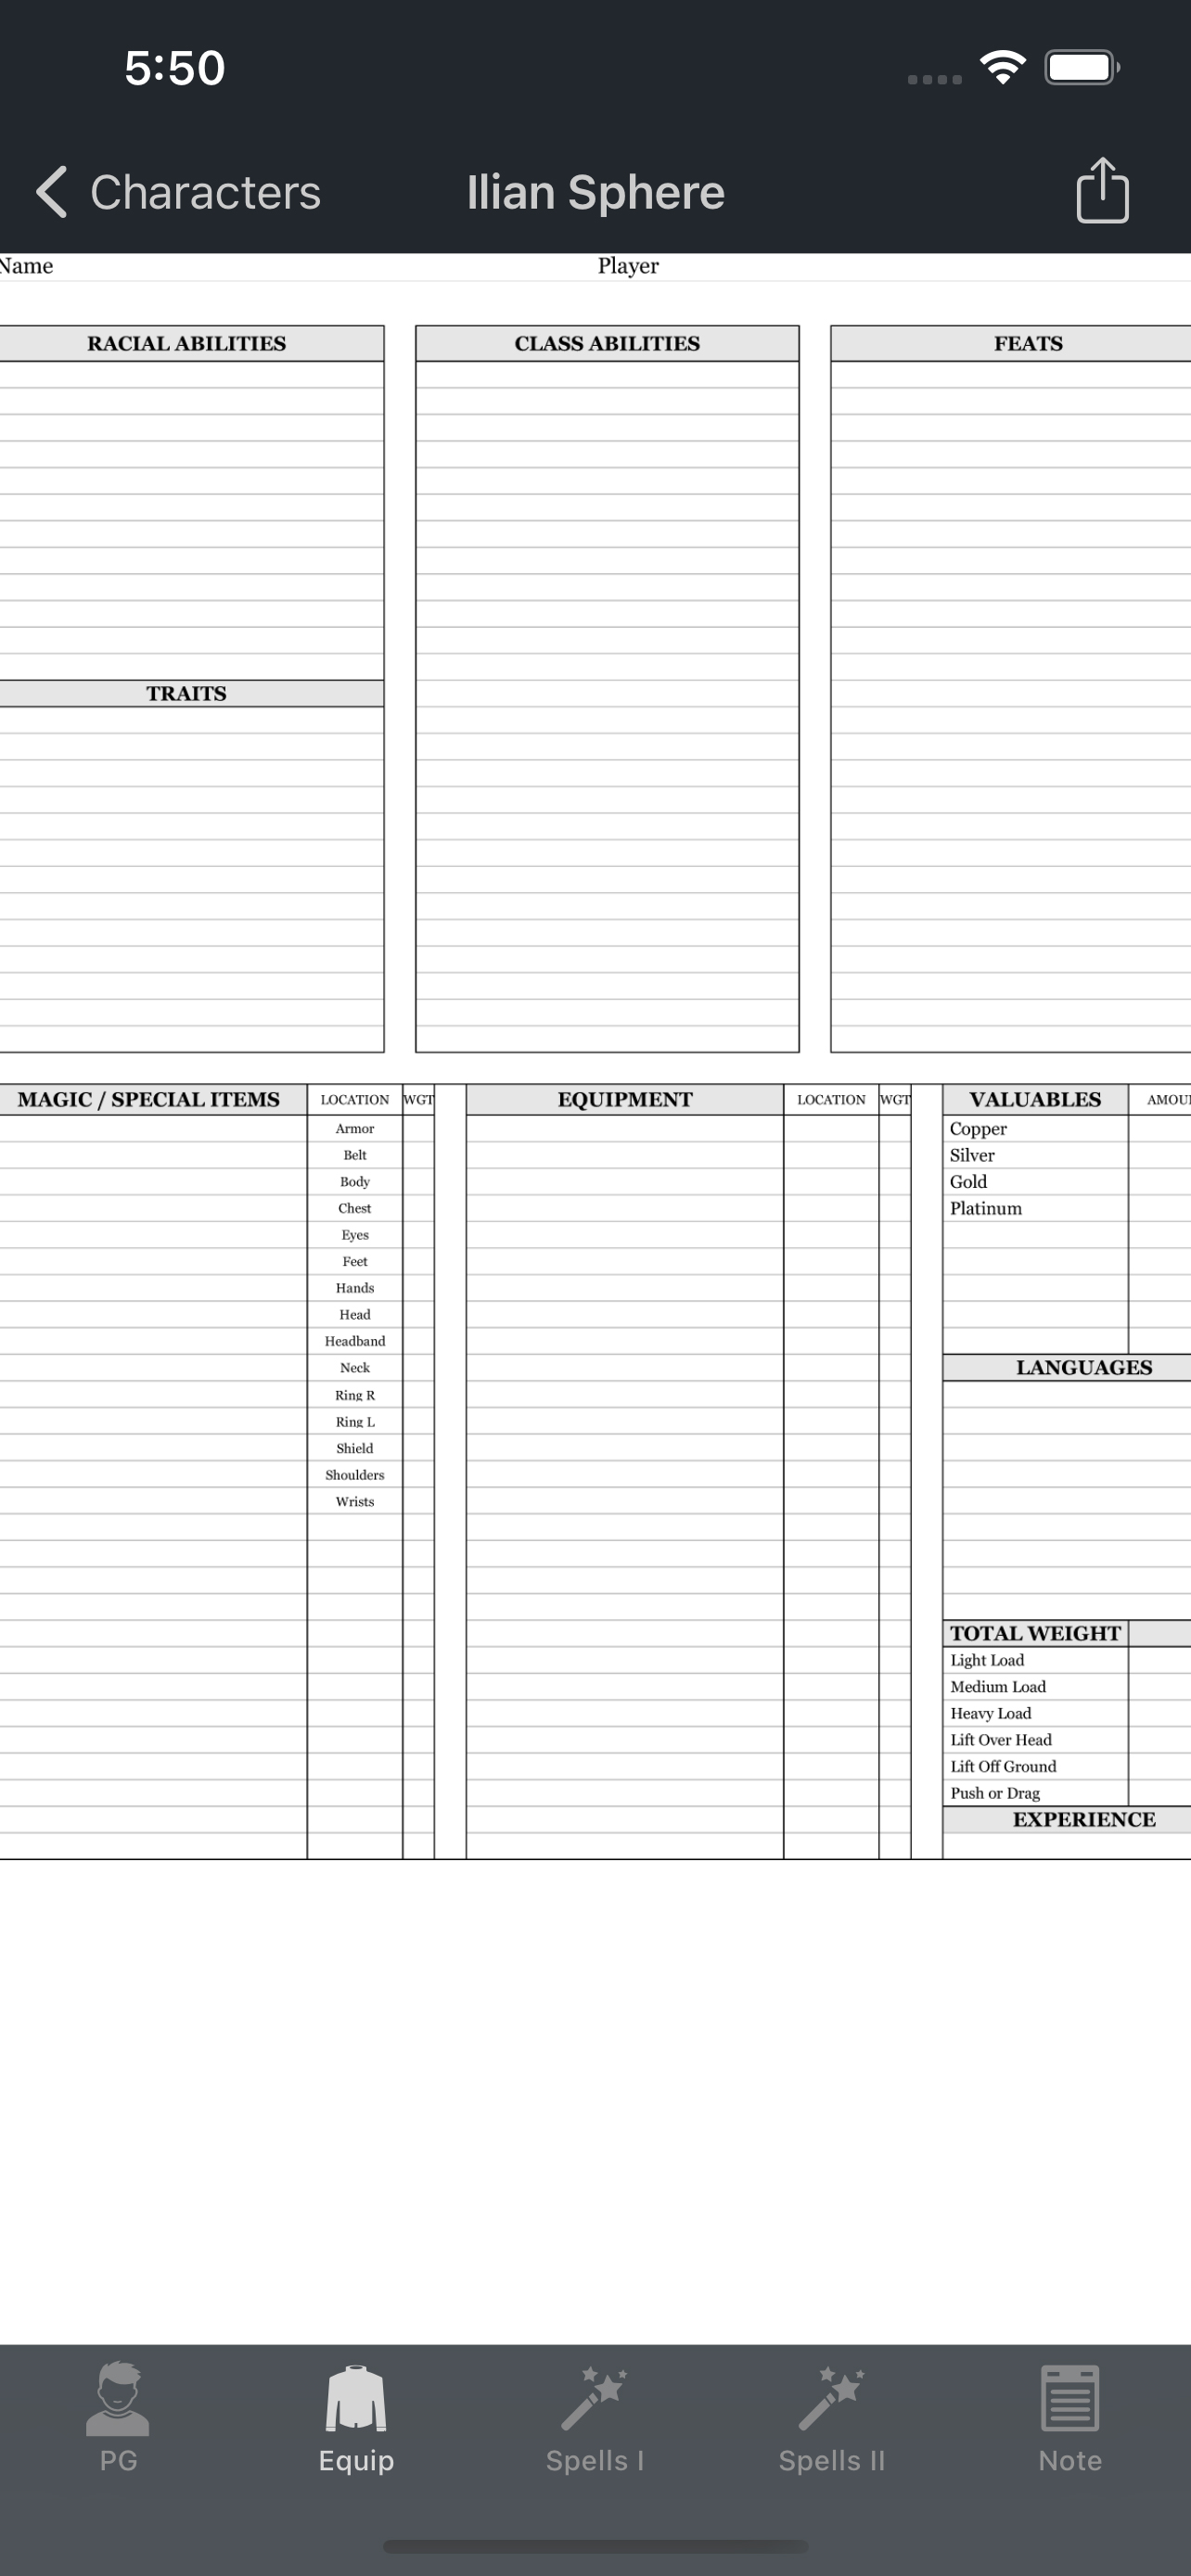 5:50
Characters
Ilian Sphere
Name Player
RACIAL ABILITIES CLASS ABILITIES FEATS
TRAITS
MAGIC / SPECIAL ITEMS LOCATION WGT EQUIPMENT LOCATION WGT VALUABLES AMOU
Armor Copper
Belt Silver
Body Gold
Chest Platinum
Eyes
Feet
Hands
Head
Headband
Neck LANGUAGES
Ring R
Ring L
Shield
Shoulders
Wrists
TOTAL WEIGHT
Light Load
Medium Load
Heavy Load
Lift Over Head
Lift Off Ground
Push or Drag
EXPERIENCE
PG Equip Spells I Spells II Note